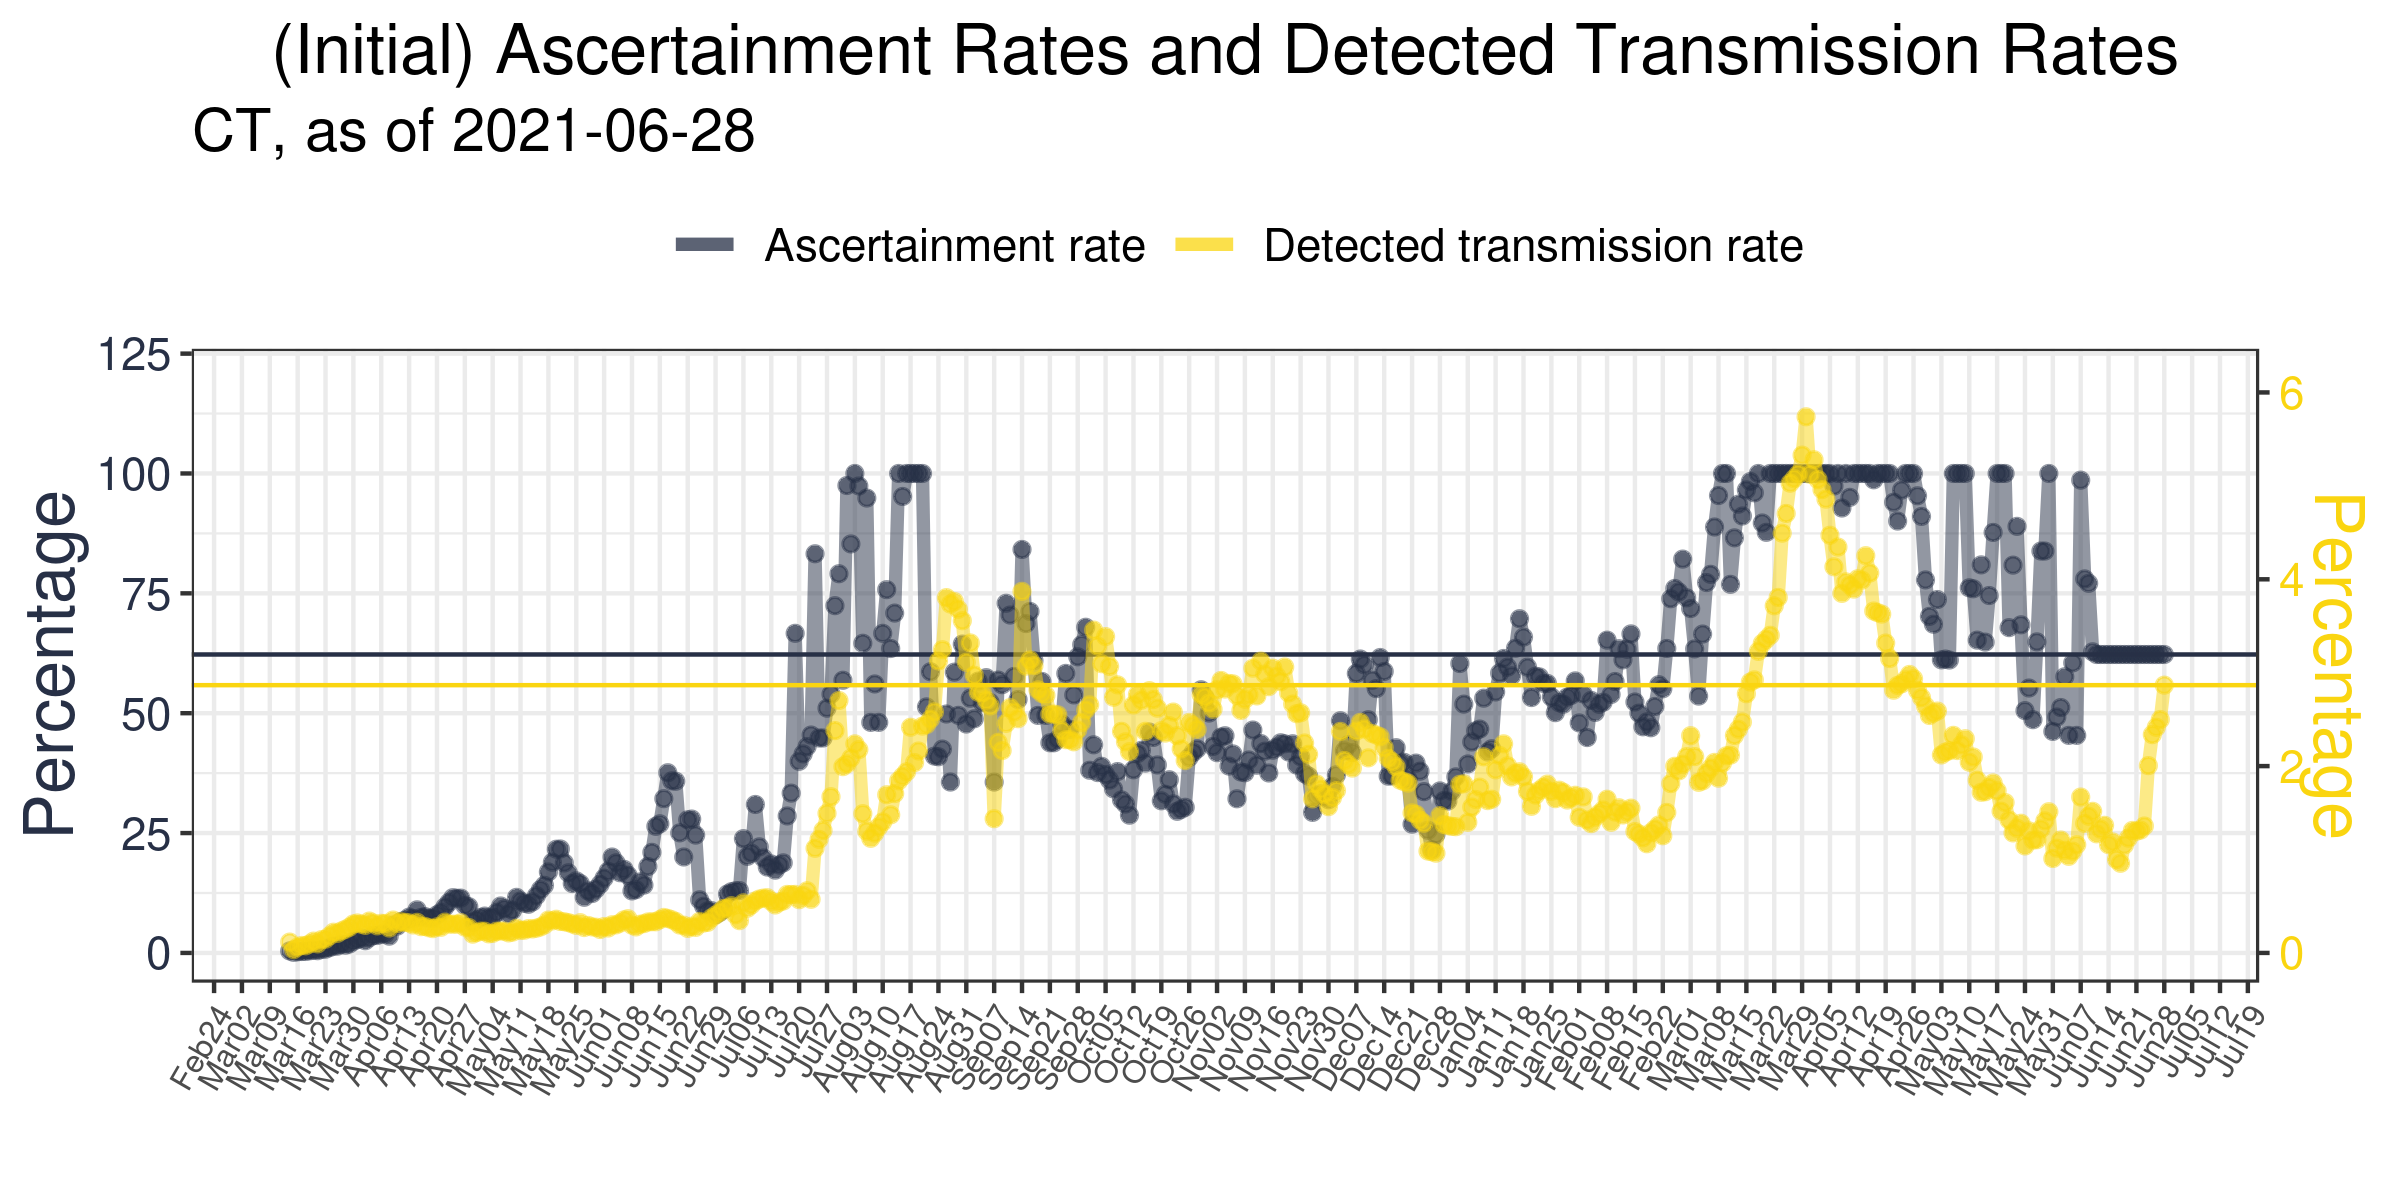 (Initial) Ascertainment Rates and Detected Transmission Rates
CT, as of 2021-06-28
Ascertainment rate
Detected transmission rate
125
100
75
50
25
0
Percentage
6
4
2
0
Percentage
Feb24
Mar02
Mar09
Mar16
Mar23
Mar30
Apr06
Apr13
Apr20
Apr27
May04
May11
May18
May25
Jun01
Jun08
Jun15
Jun22
Jun29
Jul06
Jul13
Jul20
Jul27
Aug03
Aug10
Aug17
Aug24
Aug31
Sep07
Sep14
Sep21
Sep28
Oct05
Oct12
Oct19
Oct26
Nov02
Nov09
Nov16
Nov23
Nov30
Dec07
Dec14
Dec21
Dec28
Jan04
Jan11
Jan18
Jan25
Feb01
Feb08
Feb15
Feb22
Mar01
Mar08
Mar15
Mar22
Mar29
Apr05
Apr12
Apr19
Apr26
May03
May10
May17
May24
May31
Jun07
Jun14
Jun21
Jun28
Jul05
Jul12
Jul19